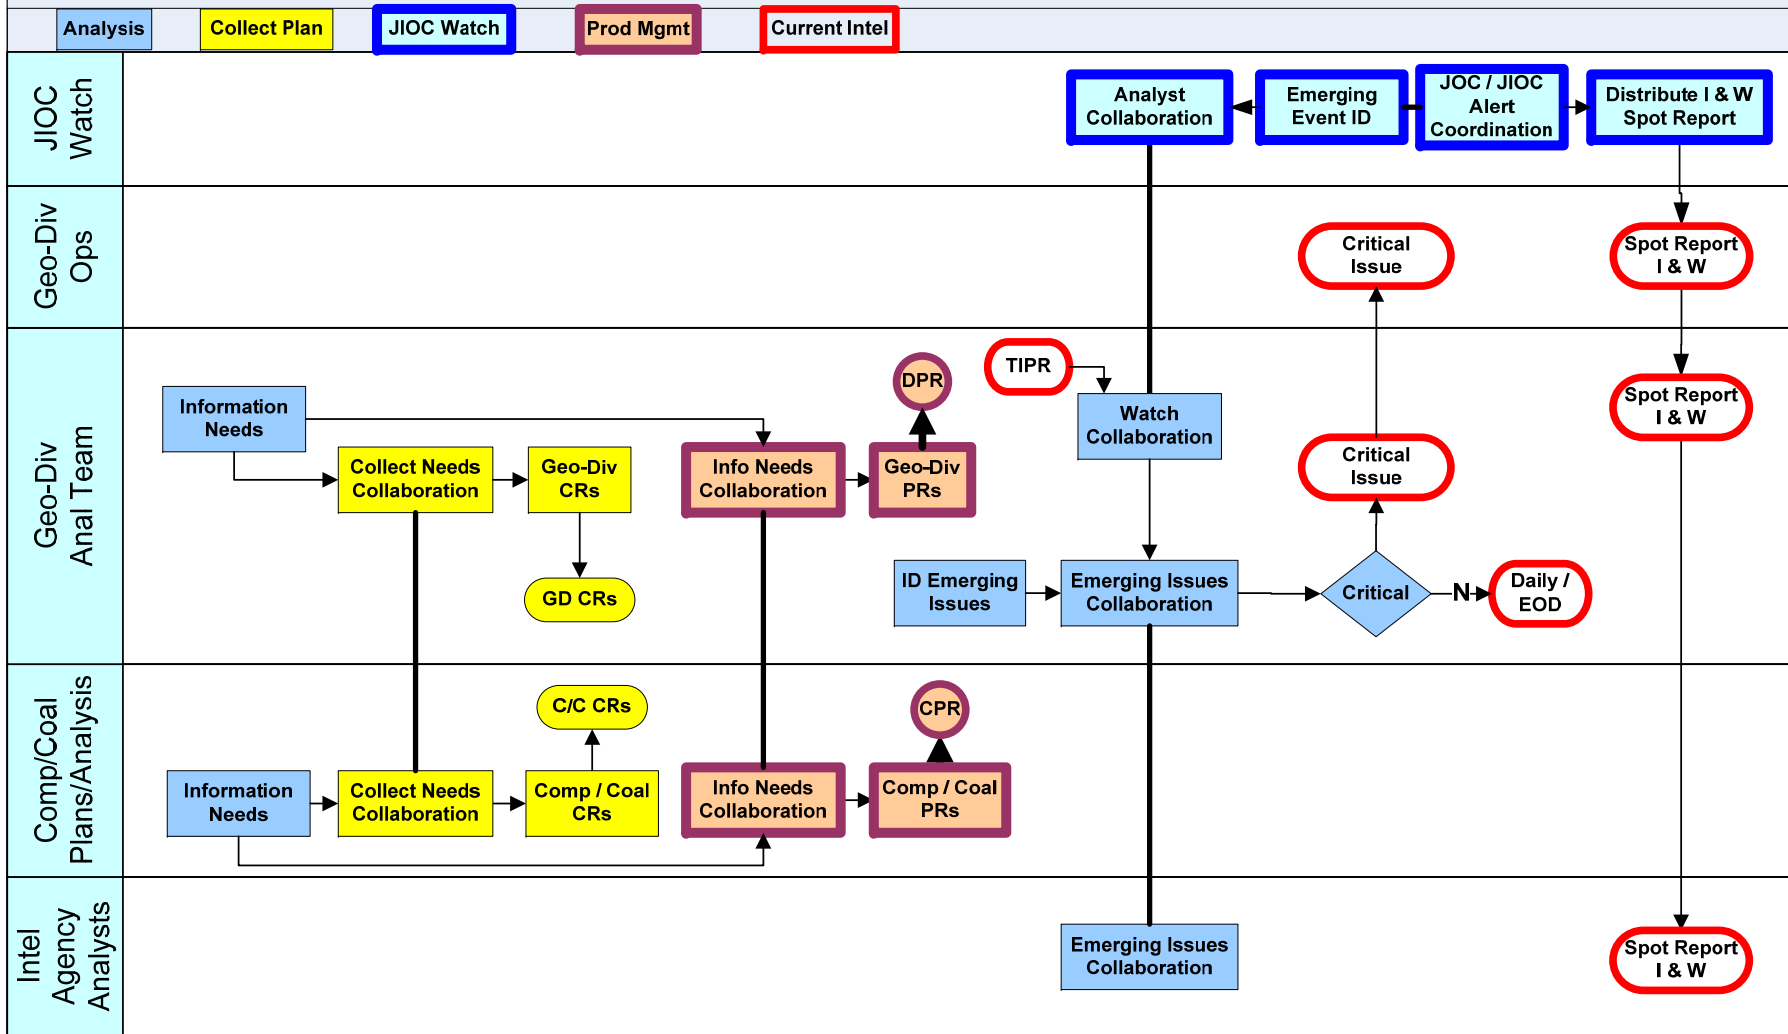 Analysis
Collect Plan
JIOC Watch
Prod Mgmt
Current Intel
JIOC
Watch
Analyst
Collaboration
Emerging
Event ID
JOC / JIOC
Alert
Coordination
Distribute I & W
Spot Report
Geo-Div
Ops
Critical
Issue
Spot Report
I & W
Geo-Div
Anal Team
Information
Needs
Collect Needs
Collaboration
Geo-Div
CRs
GD CRs
Info Needs
Collaboration
Geo-Div
PRs
DPR
TIPR
Watch
Collaboration
ID Emerging
Issues
Emerging Issues
Collaboration
Critical
Critical
Issue
N
Daily /
EOD
Spot Report
I & W
Comp/Coal
Plans/Analysis
Information
Needs
Collect Needs
Collaboration
Comp / Coal
CRs
C/C CRs
Info Needs
Collaboration
Comp / Coal
PRs
CPR
Intel
Agency
Analysts
Emerging Issues
Collaboration
Spot Report
I & W